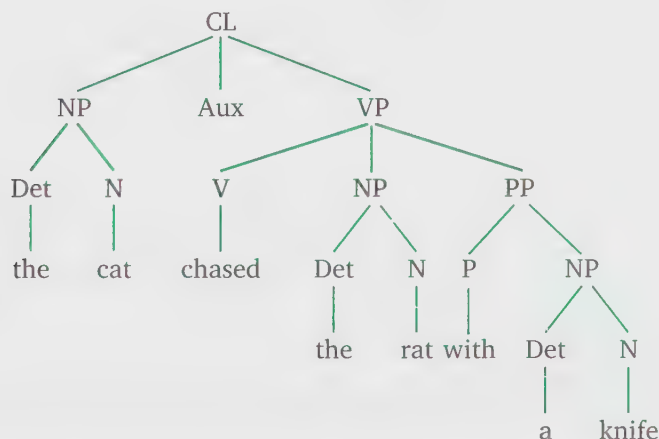 CL
NP Aux VP
Det N V NP PP
the cat chased Det N P NP
the rat with Det N
a knife